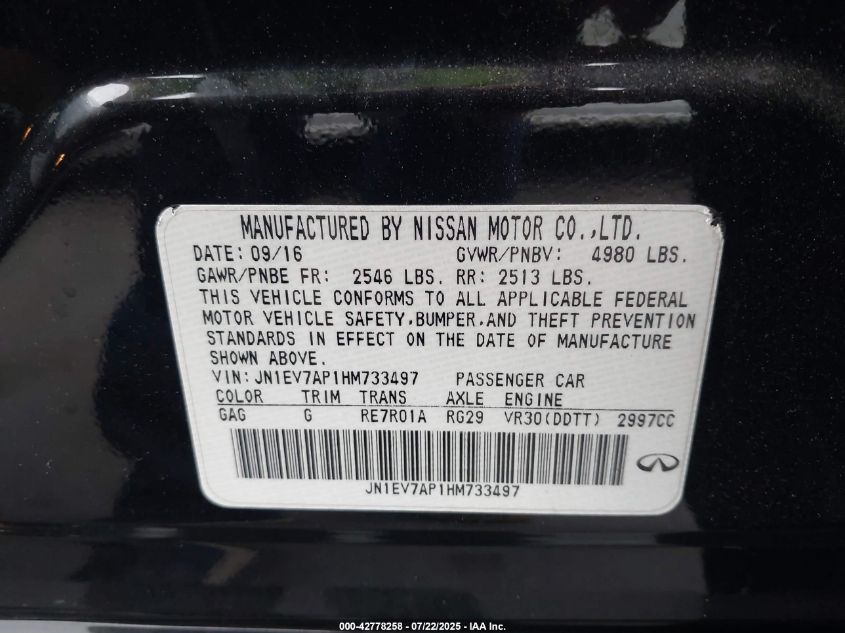 MANUFACTURED BY NISSAN MOTOR CO.,LTD.
DATE: 09/16 GVWR/PNBV: 4980 LBS.
GAWR/PNBE FR: 2546 LBS. RR: 2513 LBS.
THIS VEHICLE CONFORMS TO ALL APPLICABLE FEDERAL
MOTOR VEHICLE SAFETY,BUMPER,AND THEFT PREVENTION
STANDARDS IN EFFECT ON THE DATE OF MANUFACTURE
SHOWN ABOVE.
VIN: JN1EV7AP1HM733497 PASSENGER CAR
COLOR TRIM TRANS AXLE ENGINE
GAG G RE7R01A RG29 VR30(DDTT) 2997CC
JN1EV7AP1HM733497
000-42778258 - 07/22/2025 - IAA Inc.